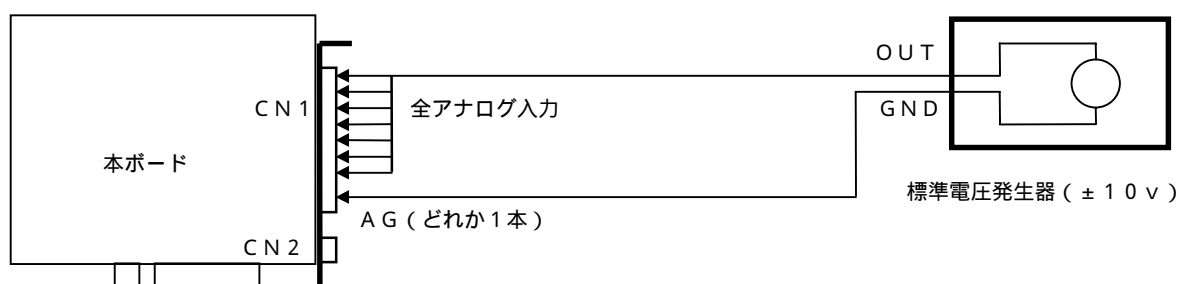 OUT
CN1
全アナログ入力
GND
本ボード
標準電圧発生器(±10v)
AG(どれか1本)
CN2